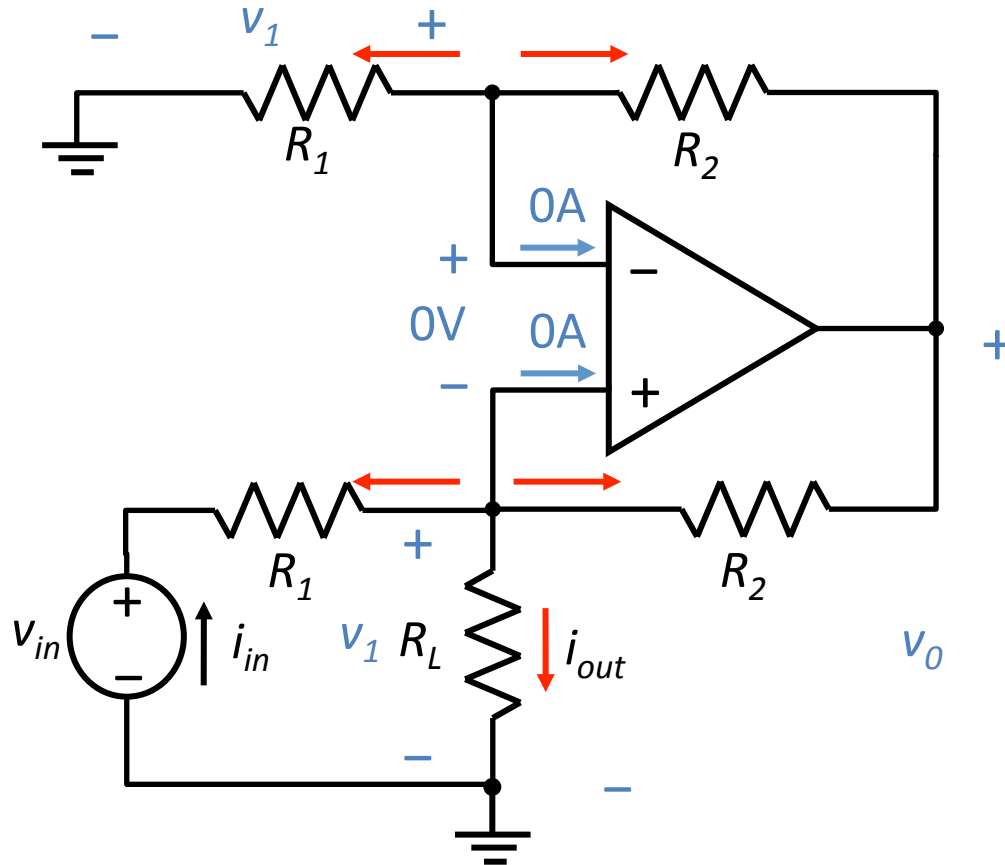 − v1 +
R1 R2
0A
+ −
0V 0A
− + +
R1 + R2
+
vin iin v1 RL iout v0
−
− −